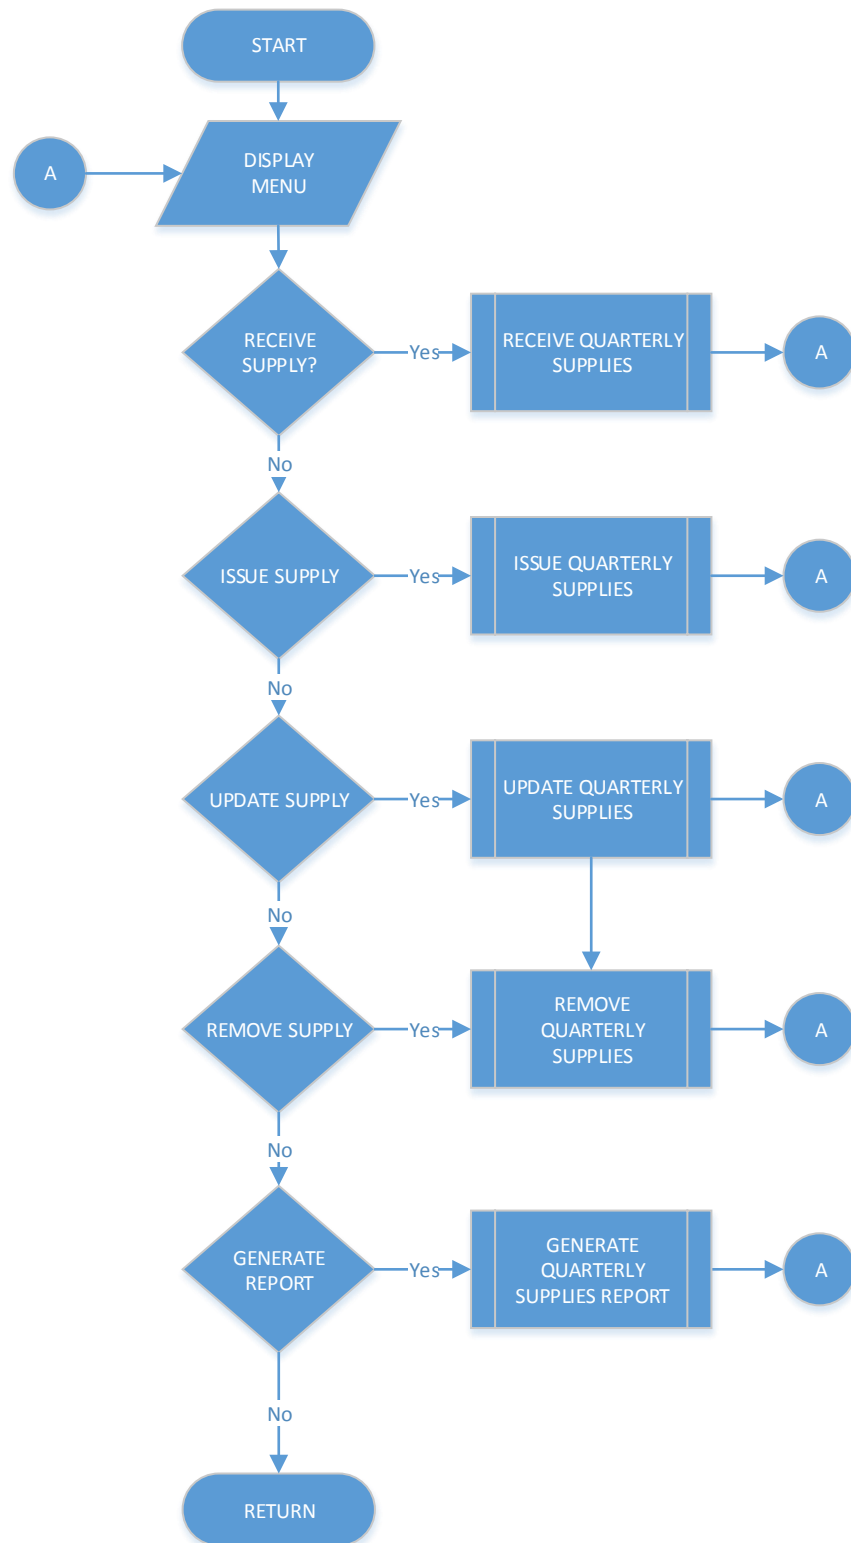 START
A
DISPLAY
MENU
RECEIVE
SUPPLY?
Yes
RECEIVE QUARTERLY
SUPPLIES
A
No
ISSUE SUPPLY
Yes
ISSUE QUARTERLY
SUPPLIES
A
No
UPDATE SUPPLY
Yes
UPDATE QUARTERLY
SUPPLIES
A
No
REMOVE SUPPLY
Yes
REMOVE
QUARTERLY
SUPPLIES
A
No
GENERATE
REPORT
Yes
GENERATE
QUARTERLY
SUPPLIES REPORT
A
No
RETURN